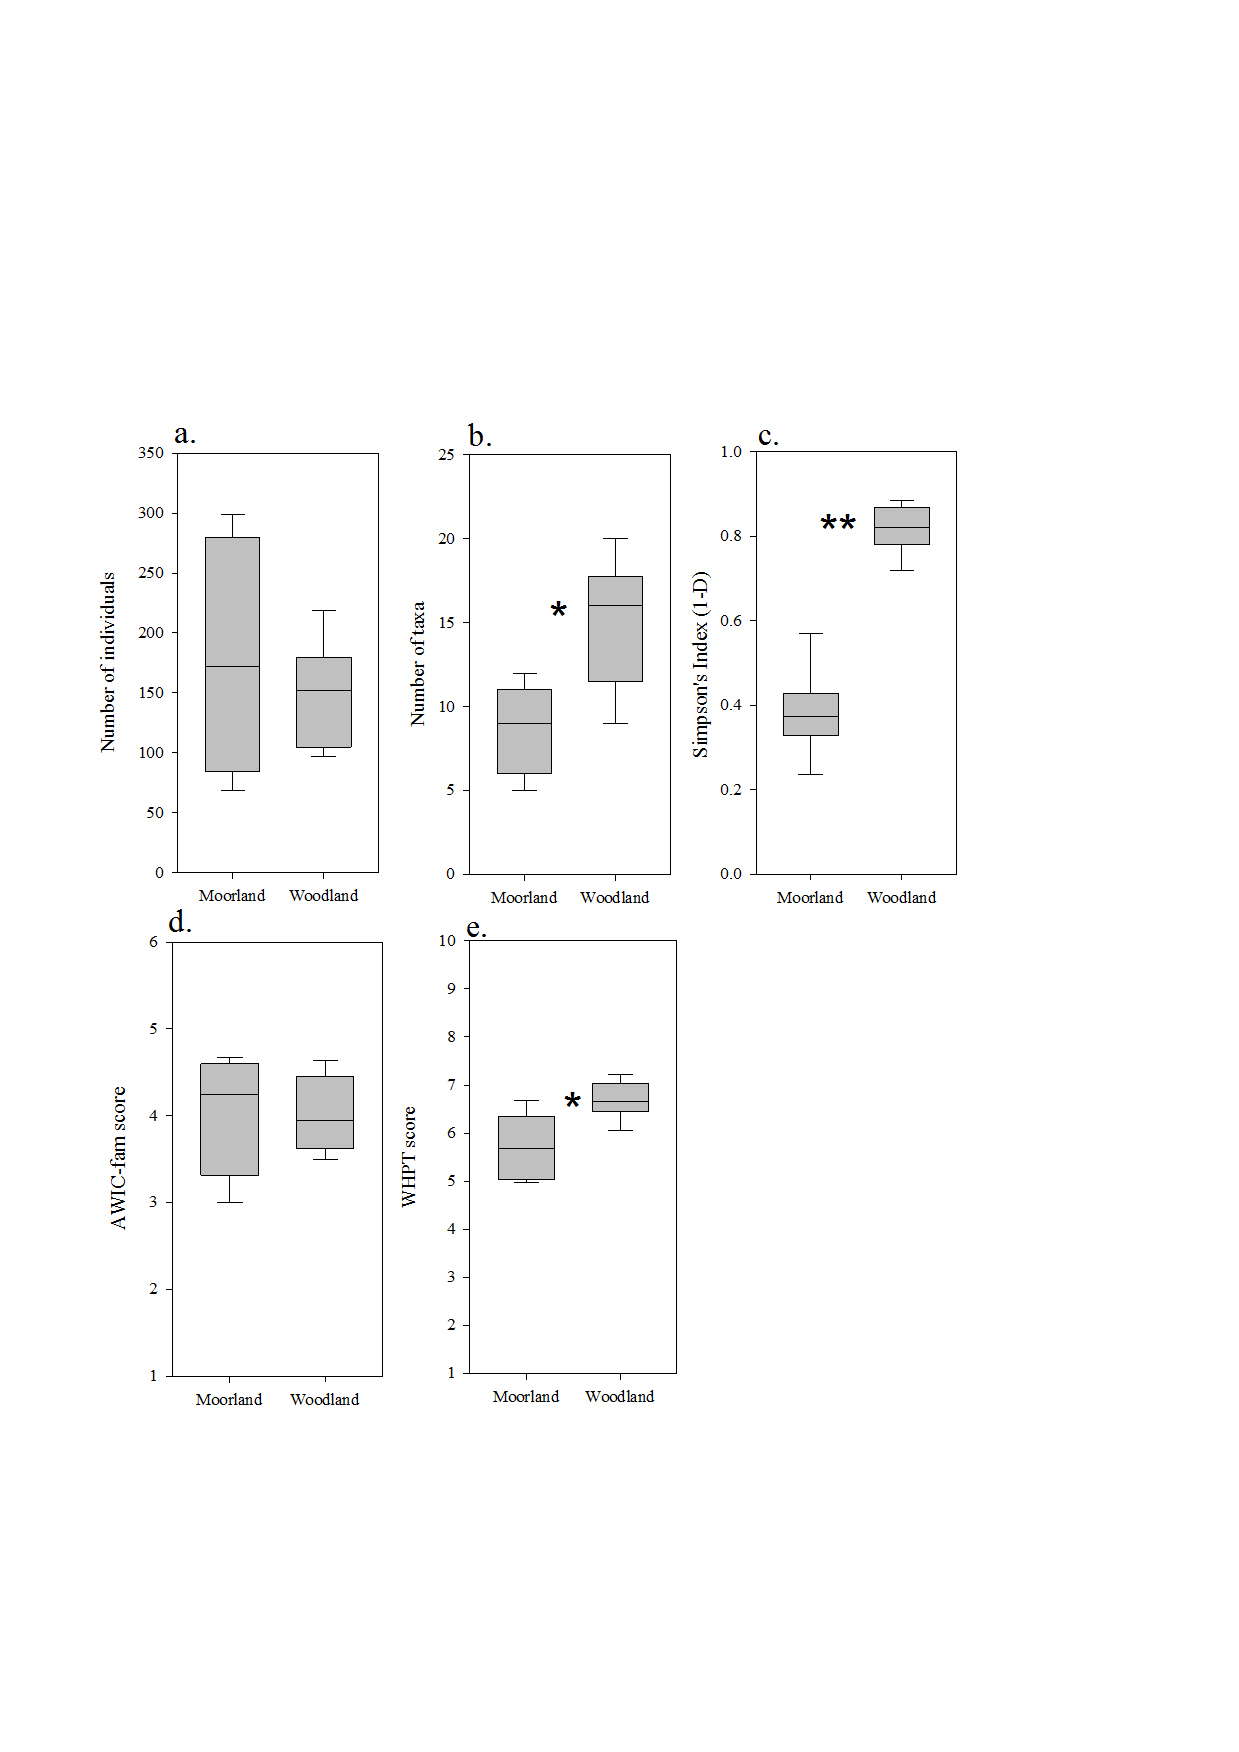 a.
350
300
250
200
150
100
50
0
Number of individuals
Moorland Woodland
b.
25
20
15
10
5
0
Number of taxa
*
Moorland Woodland
c.
1.0
0.8
0.6
0.4
0.2
0.0
Simpson's Index (1-D)
**
Moorland Woodland
d.
6
5
4
3
2
1
AWIC-fam score
Moorland Woodland
e.
10
9
8
7
6
5
4
3
2
1
WHPT score
*
Moorland Woodland